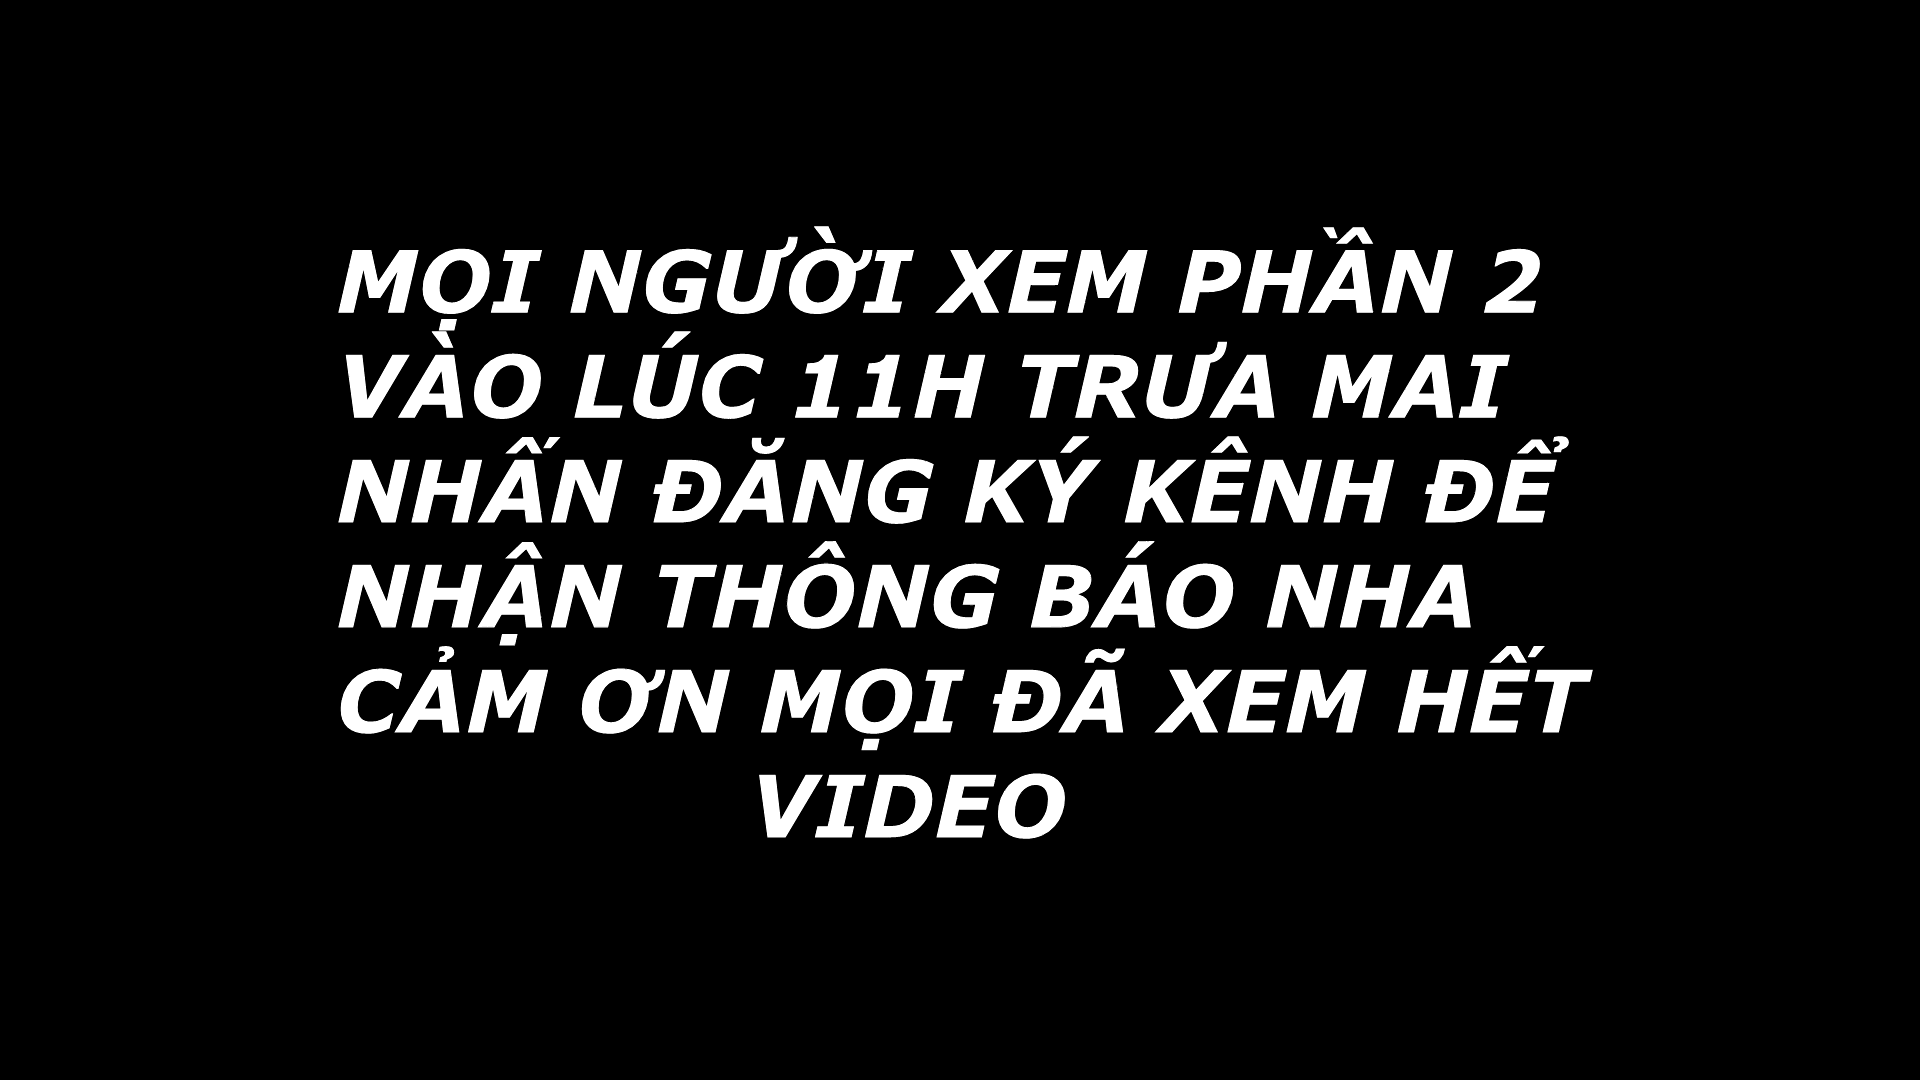 MỌI NGƯỜI XEM PHẦN 2
VÀO LÚC 11H TRƯA MAI
NHẤN ĐĂNG KÝ KÊNH ĐỂ
NHẬN THÔNG BÁO NHA
CẢM ƠN MỌI ĐÃ XEM HẾT
VIDEO